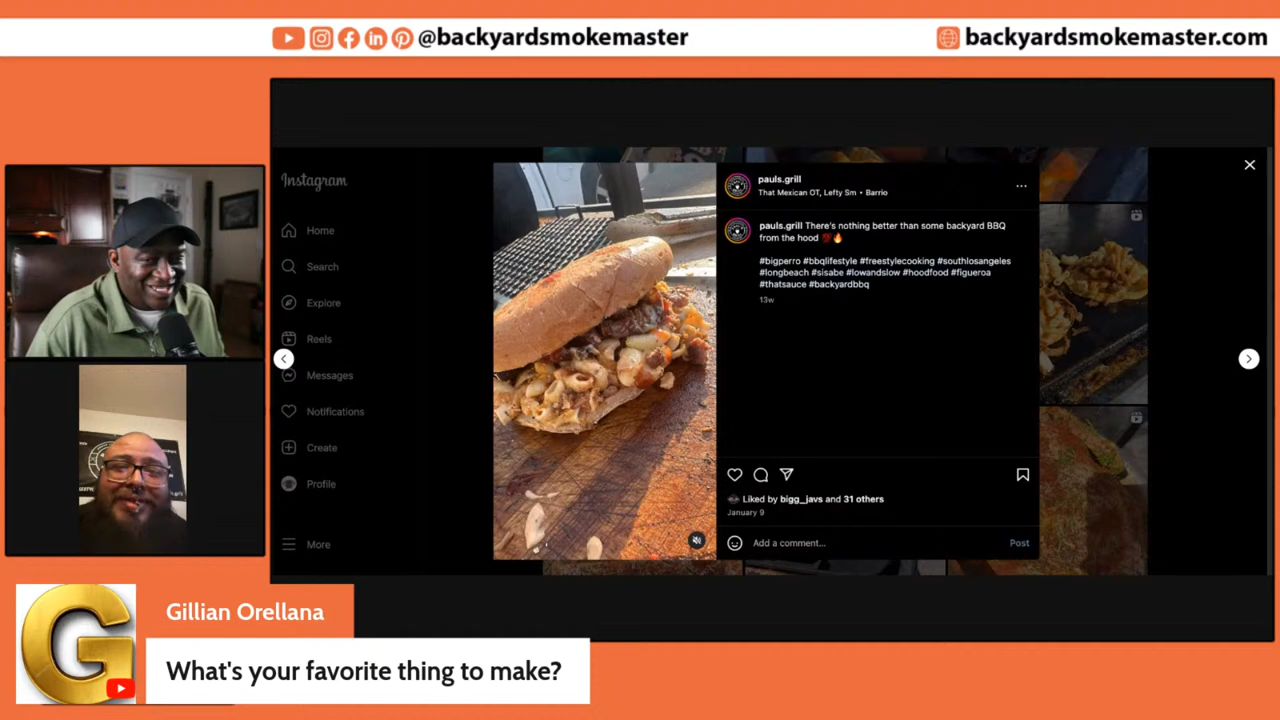 @backyardsmokemaster
backyardsmokemaster.com
Instagram
Home
Search
Explore
Reels
Messages
Notifications
Create
Profile
More
pauls.grill
That Mexican OT, Lefty Sm • Barrio
pauls.grill There's nothing better than some backyard BBQ
from the hood 💯🔥
#bigperro #bbqlifestyle #freestylecooking #southlosangeles
#longbeach #sisabe #lowandslow #hoodfood #figueroa
#thatsauce #backyardbbq
13w
Liked by bigg_javs and 31 others
January 9
Add a comment...
Post
G
Gillian Orellana
What's your favorite thing to make?